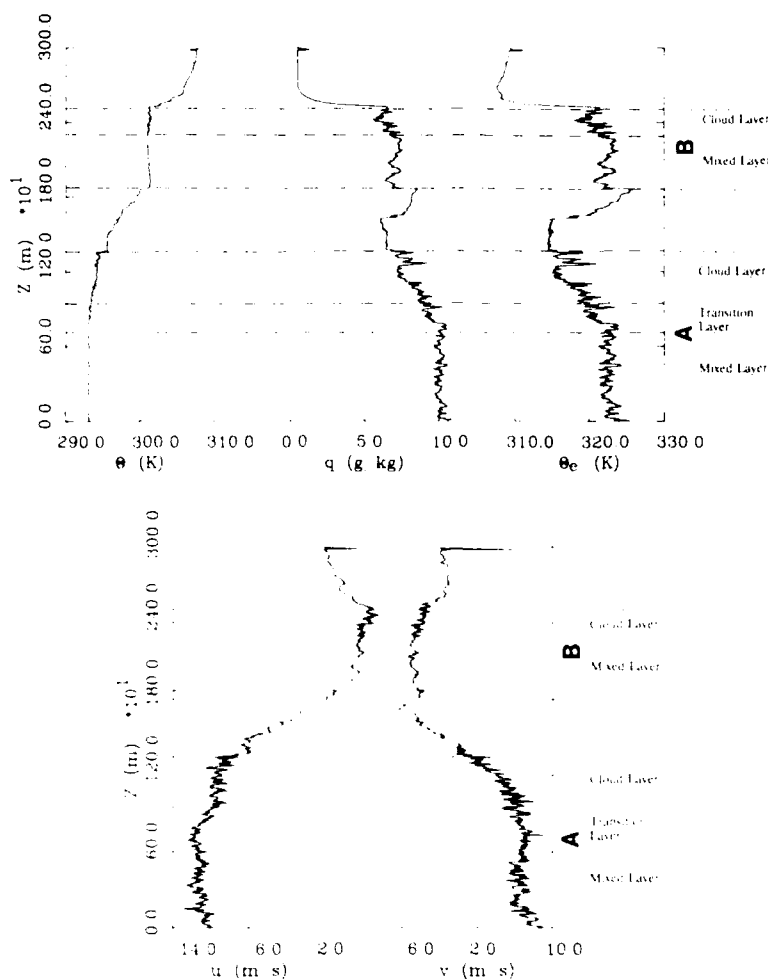 300.0
240.0
180.0
120.0
60.0
0.0
Z (m) *10¹
290.0 300.0 310.0 0.0 5.0 10.0 310.0 320.0 330.0
Θ (K) q (g kg) Θe (K)
Cloud Layer
B
Mixed Layer
Cloud Layer
Transition
Layer
A
Mixed Layer
300.0
240.0
180.0
120.0
60.0
0.0
Z (m) *10¹
14.0 6.0 2.0 6.0 2.0 10.0
u (m s) v (m s)
Cloud Layer
B
Mixed Layer
Cloud Layer
Transition
Layer
A
Mixed Layer